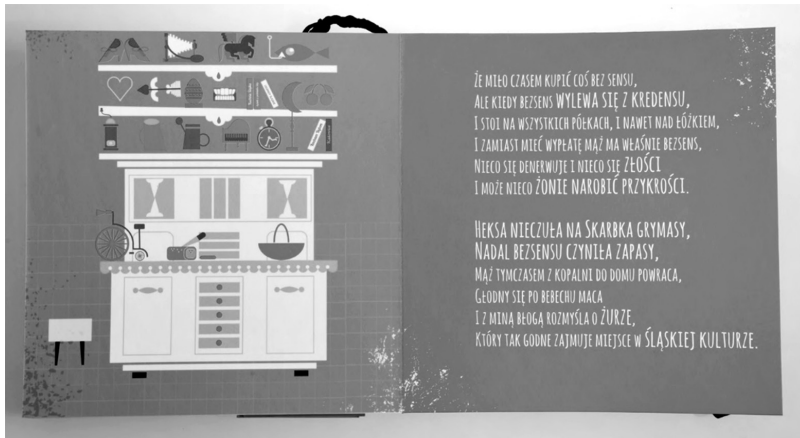 Że miło czasem kupić coś bez sensu,
Ale kiedy bezsens wylewa się z kredensu,
I stoi na wszystkich półkach, i nawet nad łóżkiem,
I zamiast mieć wypłatę mąż ma właśnie bezsens,
Nieco się denerwuje i nieco się złości
I może nieco żonie narobić przykrości.
Heksa nieczuła na Skarbka grymasy,
Nadal bezsensu czyniła zapasy,
Mąż tymczasem z kopalni do domu powraca,
Głodny się po bebechu maca
I z miną błogą rozmyśla o żurze,
Który tak godne zajmuje miejsce w śląskiej kulturze.